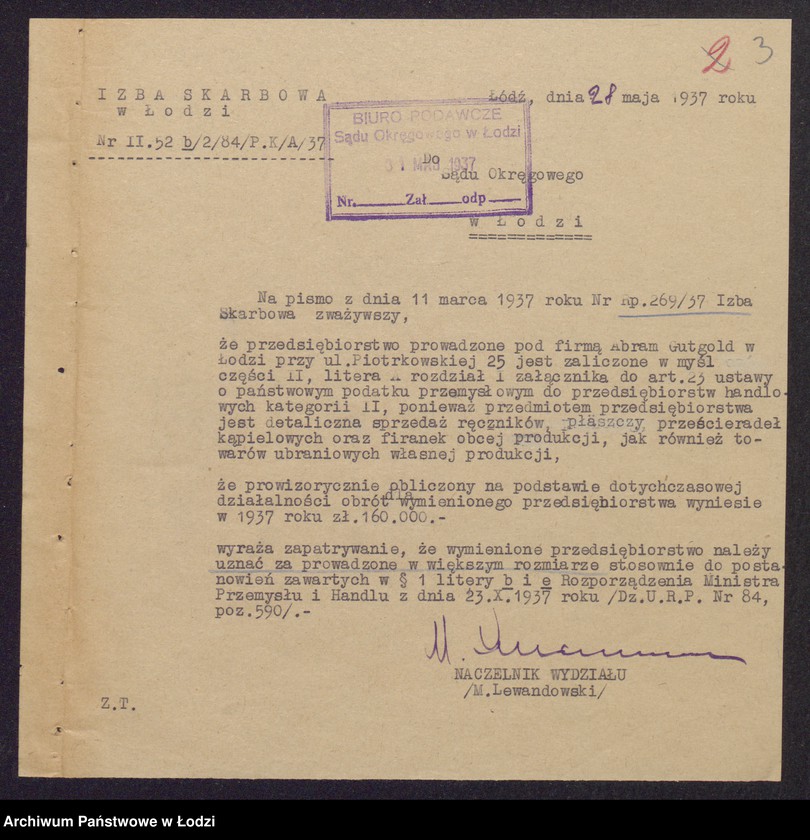 2 3
IZBA SKARBOWA
w Łodzi
Nr II.52 b/2/84/P.K/A/37
Łódź, dnia 28 maja 1937 roku
BIURO PODAWCZE
Sądu Okręgowego w Łodzi
1937
Nr. Zał odp
Do
Sądu Okręgowego
w Łodzi
Na pismo z dnia 11 marca 1937 roku Nr Rp.269/37 Izba
Skarbowa zważywszy,
że przedsiębiorstwo prowadzone pod firmą Abram Gutgold w
Łodzi przy ul.Piotrkowskiej 25 jest zaliczone w myśl
części II, litera A rozdział I załącznika do art.23 ustawy
o państwowym podatku przemysłowym do przedsiębiorstw handlo-
wych kategorii II, ponieważ przedmiotem przedsiębiorstwa
jest detaliczna sprzedaż ręczników, płaszczy prześcieradeł
kąpielowych oraz firanek obcej produkcji, jak również to-
warów ubraniowych własnej produkcji,
że prowizorycznie obliczony na podstawie dotychczasowej
działalności obrót dla wymienionego przedsiębiorstwa wyniesie
w 1937 roku zł.160.000.-
wyraża zapatrywanie, że wymienione przedsiębiorstwo należy
uznać za prowadzone w większym rozmiarze stosownie do posta-
nowień zawartych w § 1 litery b i e Rozporządzenia Ministra
Przemysłu i Handlu z dnia 23.X.1937 roku /Dz.U.R.P. Nr 84,
poz.590/.-
NACZELNIK WYDZIAŁU
/M.Lewandowski/
Z.T.
Archiwum Państwowe w Łodzi